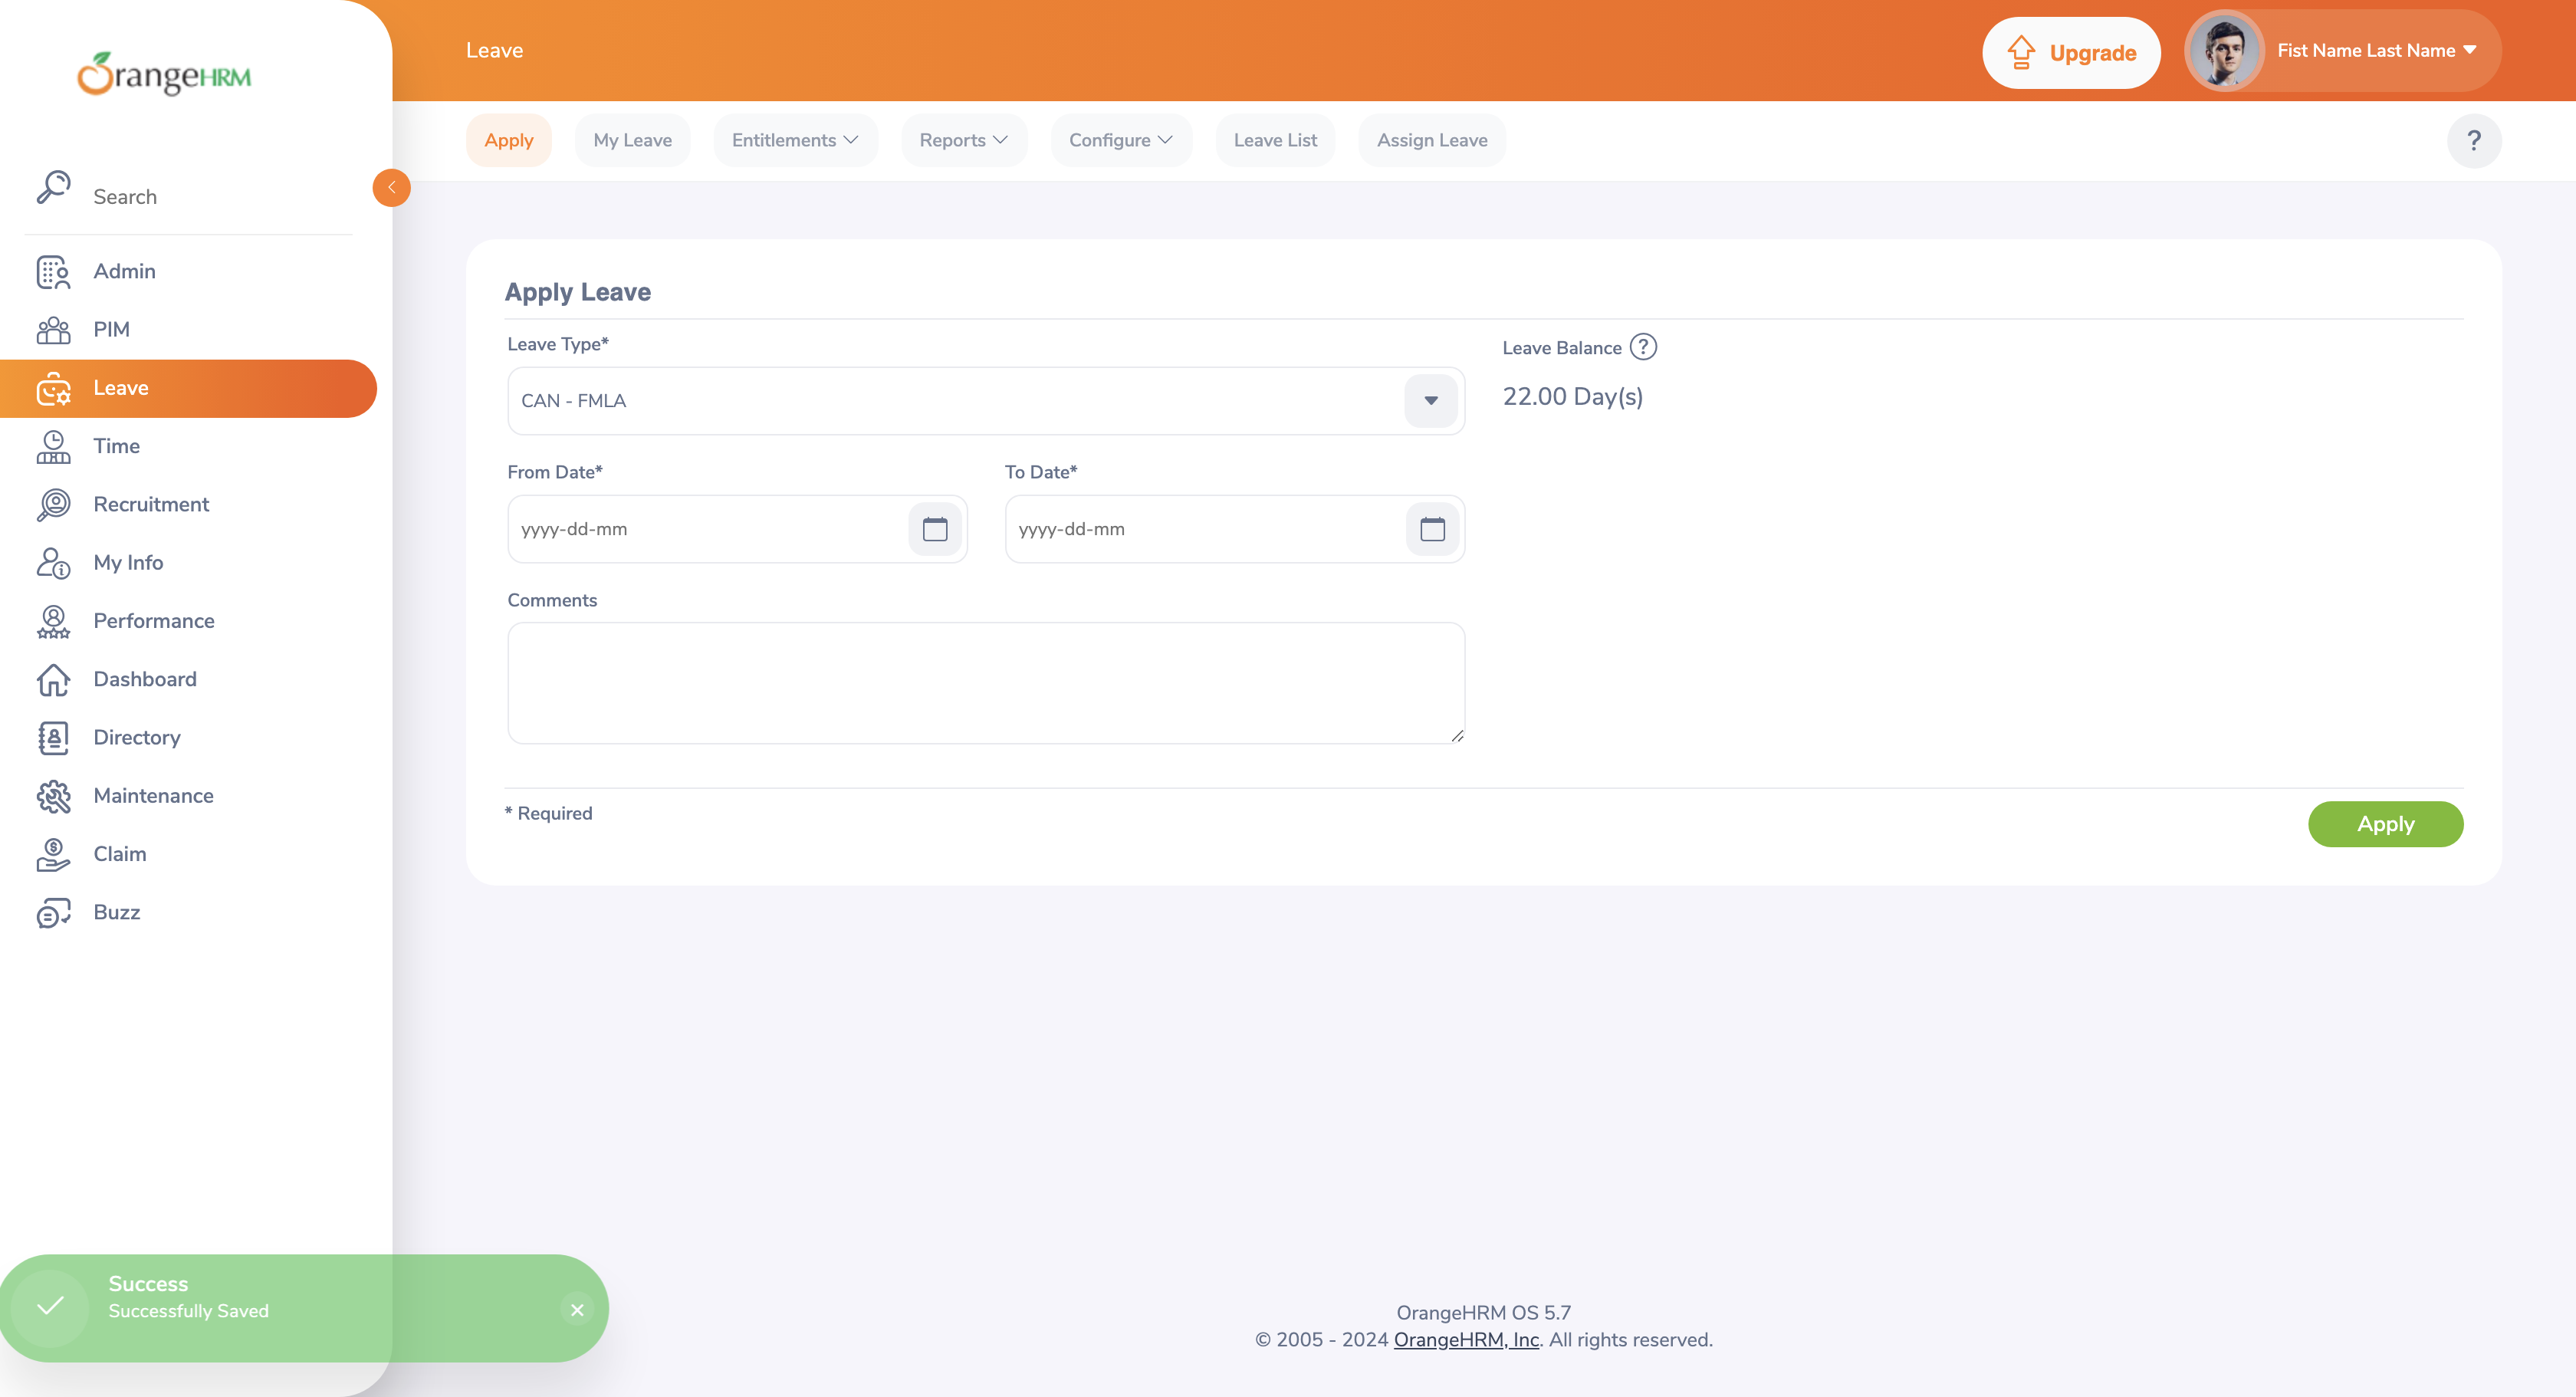 OrangeHRM
Search
Admin
PIM
Leave
Time
Recruitment
My Info
Performance
Dashboard
Directory
Maintenance
Claim
Buzz
Leave
Upgrade
Fist Name Last Name
Apply
My Leave
Entitlements
Reports
Configure
Leave List
Assign Leave
?
Apply Leave
Leave Type*
CAN - FMLA
Leave Balance ?
22.00 Day(s)
From Date*
yyyy-dd-mm
To Date*
yyyy-dd-mm
Comments
* Required
Apply
Success
Successfully Saved
OrangeHRM OS 5.7
© 2005 - 2024 OrangeHRM, Inc. All rights reserved.